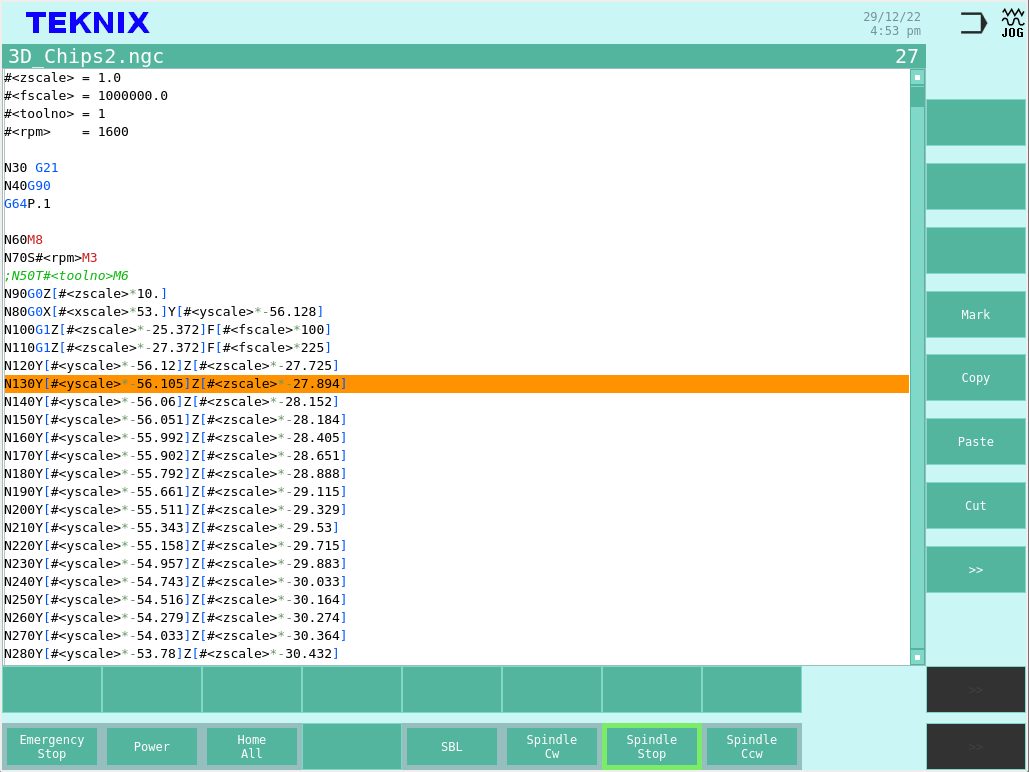 TEKNIX
29/12/22
4:53 pm
JOG
3D_Chips2.ngc 27
#<zscale> = 1.0
#<fscale> = 1000000.0
#<toolno> = 1
#<rpm>    = 1600
N30 G21
N40G90
G64P.1
N60M8
N70S#<rpm>M3
;N50T#<toolno>M6
N90G0Z[#<zscale>*10.]
N80G0X[#<xscale>*53.]Y[#<yscale>*-56.128]
N100G1Z[#<zscale>*-25.372]F[#<fscale>*100]
N110G1Z[#<zscale>*-27.372]F[#<fscale>*225]
N120Y[#<yscale>*-56.12]Z[#<zscale>*-27.725]
N130Y[#<yscale>*-56.105]Z[#<zscale>*-27.894]
N140Y[#<yscale>*-56.06]Z[#<zscale>*-28.152]
N150Y[#<yscale>*-56.051]Z[#<zscale>*-28.184]
N160Y[#<yscale>*-55.992]Z[#<zscale>*-28.405]
N170Y[#<yscale>*-55.902]Z[#<zscale>*-28.651]
N180Y[#<yscale>*-55.792]Z[#<zscale>*-28.888]
N190Y[#<yscale>*-55.661]Z[#<zscale>*-29.115]
N200Y[#<yscale>*-55.511]Z[#<zscale>*-29.329]
N210Y[#<yscale>*-55.343]Z[#<zscale>*-29.53]
N220Y[#<yscale>*-55.158]Z[#<zscale>*-29.715]
N230Y[#<yscale>*-54.957]Z[#<zscale>*-29.883]
N240Y[#<yscale>*-54.743]Z[#<zscale>*-30.033]
N250Y[#<yscale>*-54.516]Z[#<zscale>*-30.164]
N260Y[#<yscale>*-54.279]Z[#<zscale>*-30.274]
N270Y[#<yscale>*-54.033]Z[#<zscale>*-30.364]
N280Y[#<yscale>*-53.78]Z[#<zscale>*-30.432]
Mark
Copy
Paste
Cut
>>
>>
Emergency
Stop
Power
Home
All
SBL
Spindle
Cw
Spindle
Stop
Spindle
Ccw
>>